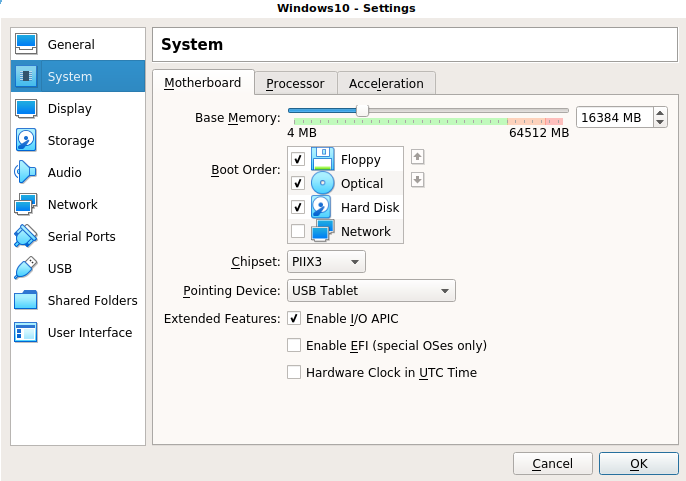 Windows10 - Settings
General
System
Display
Storage
Audio
Network
Serial Ports
USB
Shared Folders
User Interface
System
Motherboard Processor Acceleration
Base Memory: 16384 MB
4 MB 64512 MB
Boot Order:
Floppy
Optical
Hard Disk
Network
Chipset: PIIX3
Pointing Device: USB Tablet
Extended Features: Enable I/O APIC
Enable EFI (special OSes only)
Hardware Clock in UTC Time
Cancel OK